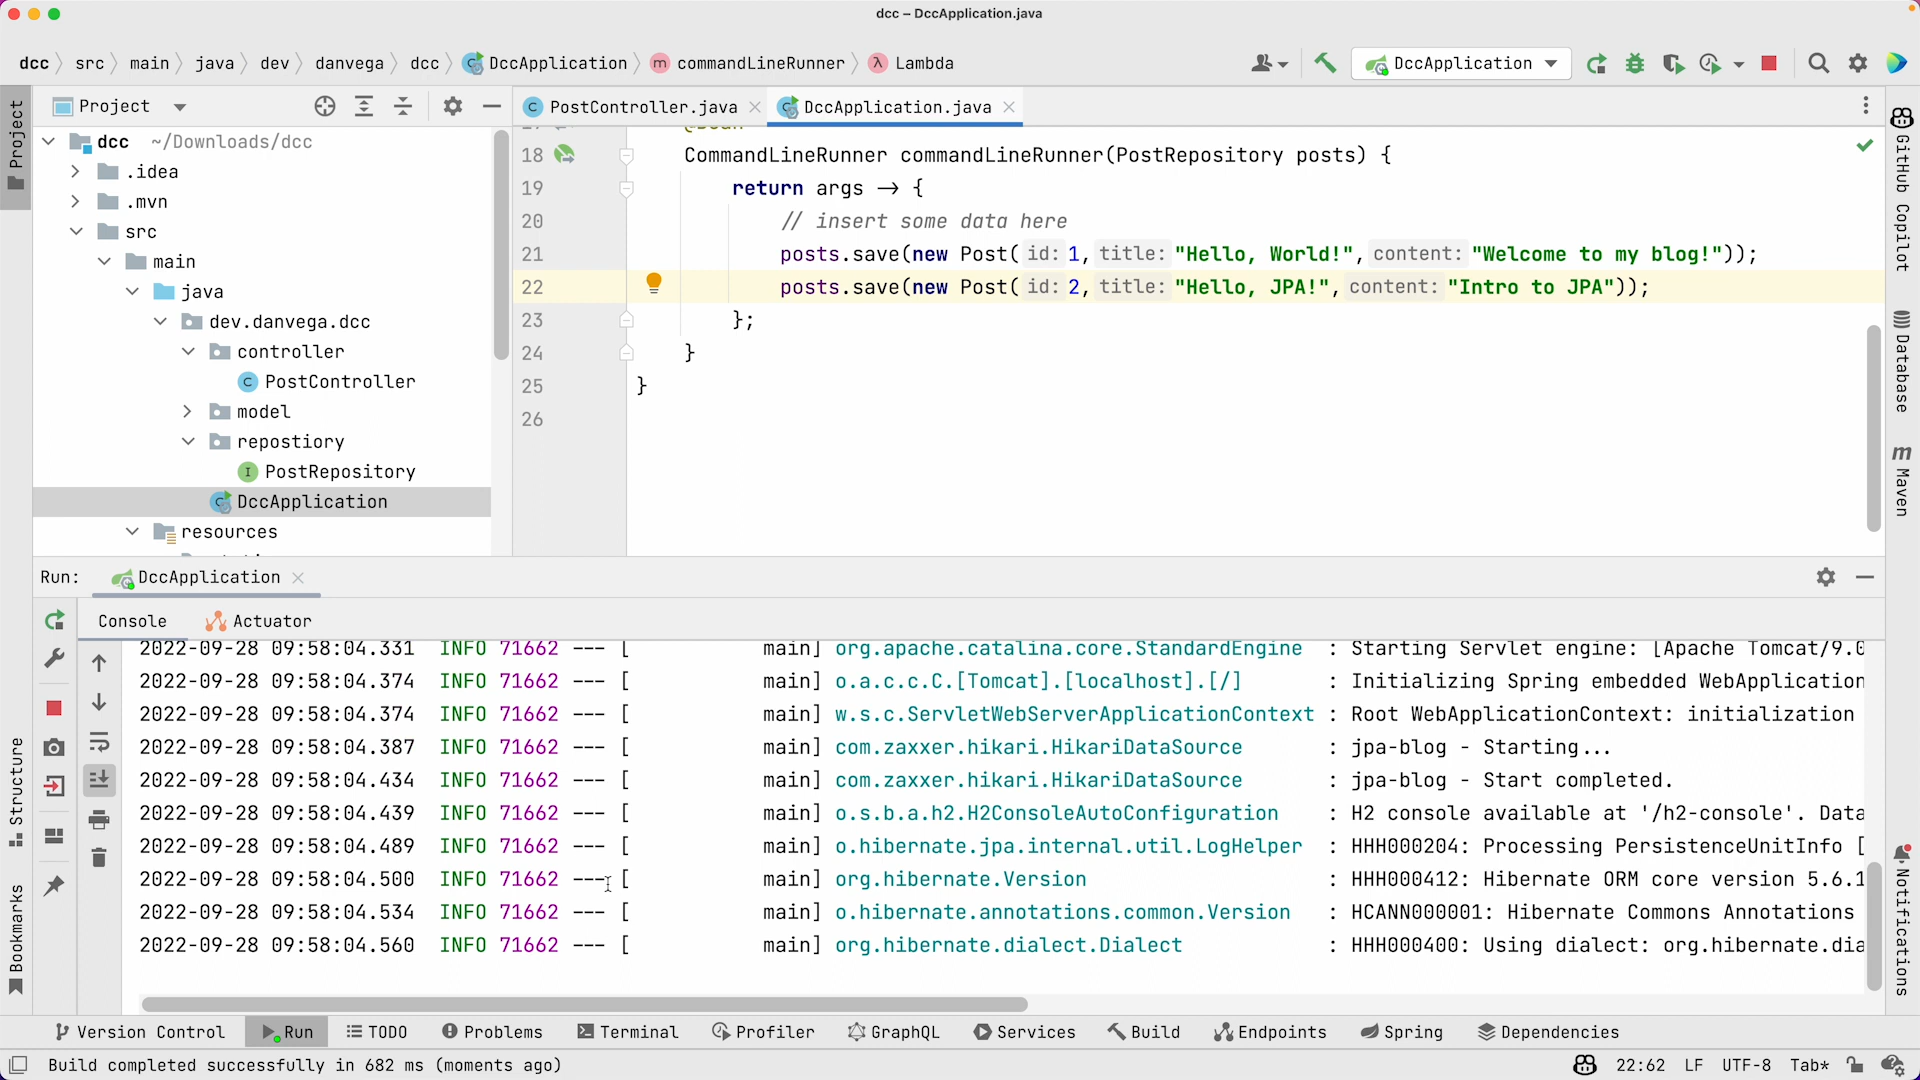 dcc – DccApplication.java
dcc src main java dev danvega dcc DccApplication commandLineRunner Lambda
DccApplication
Project
PostController.java
DccApplication.java
dcc ~/Downloads/dcc
.idea
.mvn
src
main
java
dev.danvega.dcc
controller
PostController
model
repostiory
PostRepository
DccApplication
resources
18 CommandLineRunner commandLineRunner(PostRepository posts) {
19 return args -> {
20 // insert some data here
21 posts.save(new Post( id: 1, title: "Hello, World!", content: "Welcome to my blog!"));
22 posts.save(new Post( id: 2, title: "Hello, JPA!", content: "Intro to JPA"));
23 };
24 }
25 }
26
Project
Structure
Bookmarks
GitHub Copilot
Database
Maven
Notifications
Run: DccApplication
Console Actuator
2022-09-28 09:58:04.331 INFO 71662 --- [ main] org.apache.catalina.core.StandardEngine : Starting Servlet engine: [Apache Tomcat/9.0
2022-09-28 09:58:04.374 INFO 71662 --- [ main] o.a.c.c.C.[Tomcat].[localhost].[/] : Initializing Spring embedded WebApplication
2022-09-28 09:58:04.374 INFO 71662 --- [ main] w.s.c.ServletWebServerApplicationContext : Root WebApplicationContext: initialization
2022-09-28 09:58:04.387 INFO 71662 --- [ main] com.zaxxer.hikari.HikariDataSource : jpa-blog - Starting...
2022-09-28 09:58:04.434 INFO 71662 --- [ main] com.zaxxer.hikari.HikariDataSource : jpa-blog - Start completed.
2022-09-28 09:58:04.439 INFO 71662 --- [ main] o.s.b.a.h2.H2ConsoleAutoConfiguration : H2 console available at '/h2-console'. Data
2022-09-28 09:58:04.489 INFO 71662 --- [ main] o.hibernate.jpa.internal.util.LogHelper : HHH000204: Processing PersistenceUnitInfo [
2022-09-28 09:58:04.500 INFO 71662 --- [ main] org.hibernate.Version : HHH000412: Hibernate ORM core version 5.6.1
2022-09-28 09:58:04.534 INFO 71662 --- [ main] o.hibernate.annotations.common.Version : HCANN000001: Hibernate Commons Annotations
2022-09-28 09:58:04.560 INFO 71662 --- [ main] org.hibernate.dialect.Dialect : HHH000400: Using dialect: org.hibernate.dia
Version Control Run TODO Problems Terminal Profiler GraphQL Services Build Endpoints Spring Dependencies
Build completed successfully in 682 ms (moments ago)
22:62 LF UTF-8 Tab*